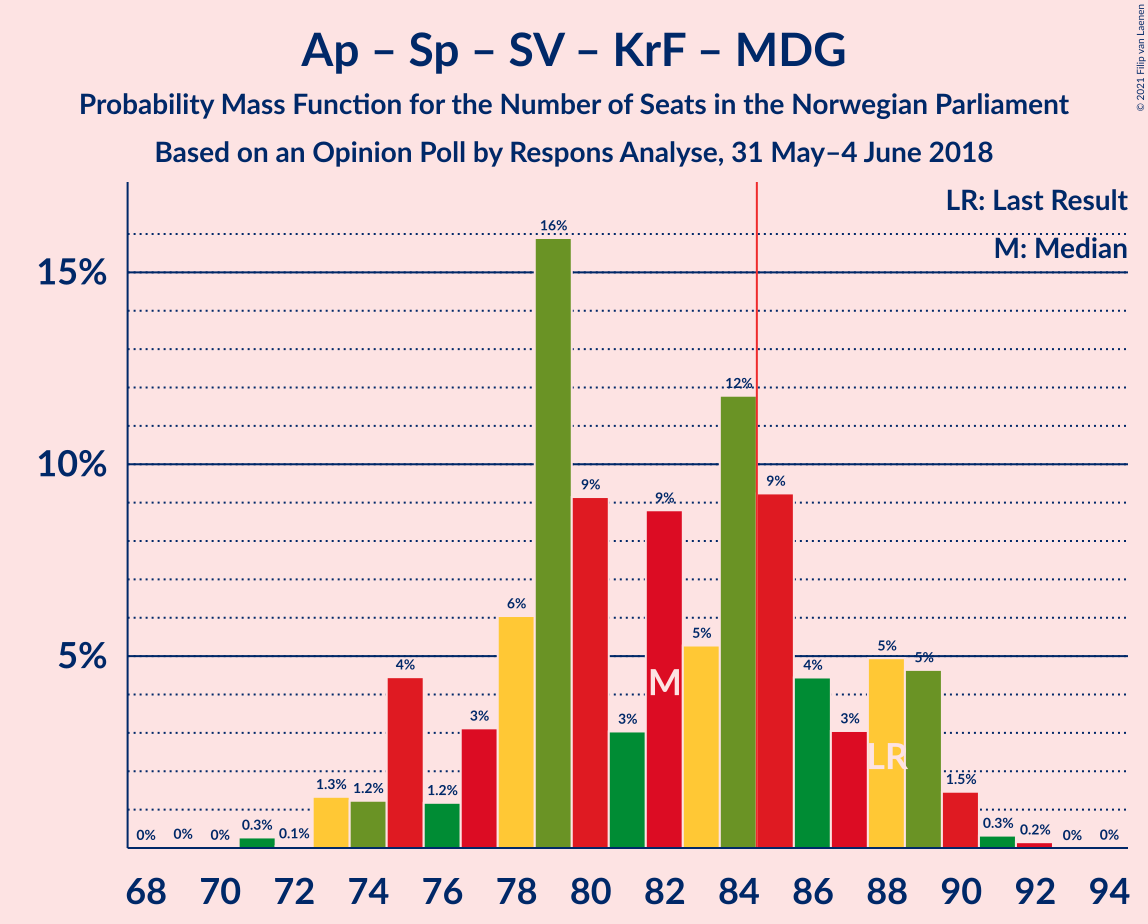 Ap – Sp – SV – KrF – MDG
Probability Mass Function for the Number of Seats in the Norwegian Parliament
Based on an Opinion Poll by Respons Analyse, 31 May–4 June 2018
© 2021 Filip van Laenen
LR: Last Result
M: Median
15%
10%
5%
0% 0% 0% 0.3% 0.1% 1.3% 1.2% 4% 1.2% 3% 6% 16% 9% 3% 9% 5% 12% 9% 4% 3% 5% 5% 1.5% 0.3% 0.2% 0% 0%
M
LR
68 70 72 74 76 78 80 82 84 86 88 90 92 94